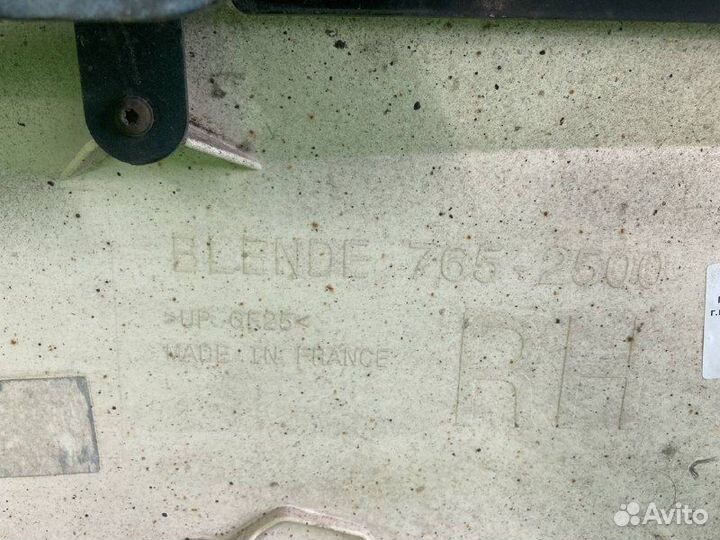 BLENDE 765-2500
>UP GF25<
MADE IN FRANCE
RH
Avito